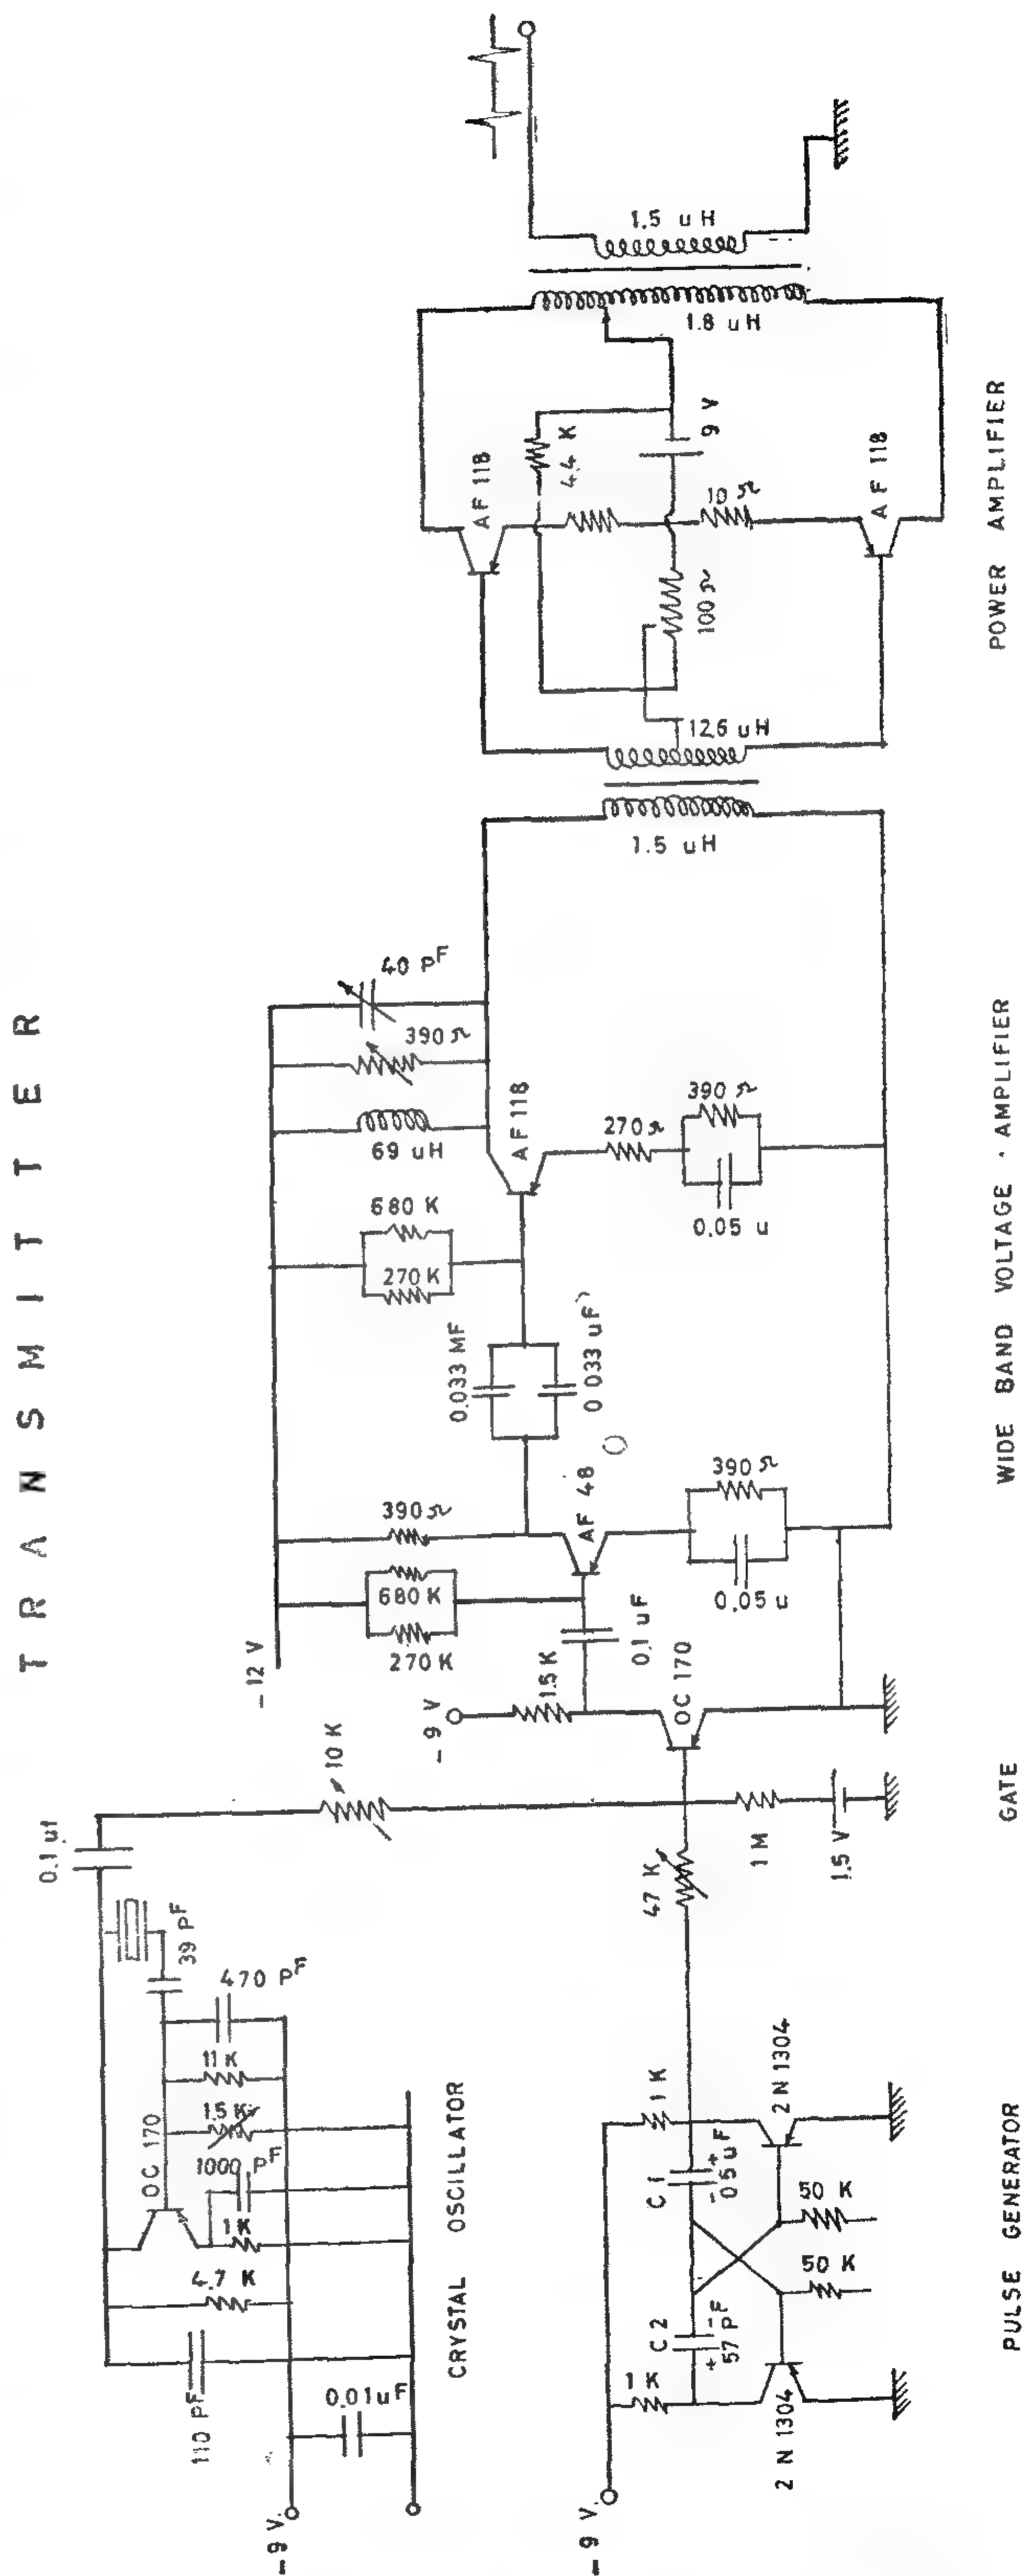 TRANSMITTER
0.1 uf
110 pF
4.7 K
OC 170
1 K
1000 pF
1.5 K
11 K
470 pF
39 pF
0.01uF
-9 V.
CRYSTAL OSCILLATOR
10 K
-9 V.
1 K
C 2
+ -
57 pF
C 1
- +
0.5 uF
1 K
50 K
50 K
2 N 1304
2 N 1304
PULSE GENERATOR
47 K
-9 V
1.5 K
OC 170
1 M
1.5 V
GATE
-12 V
680 K
270 K
390 Ω
0.1 uF
AF 48
390 Ω
0.05 u
0.033 MF
0 033 uF
680 K
270 K
69 uH
390 Ω
40 pF
AF 118
270 Ω
390 Ω
0.05 u
WIDE BAND VOLTAGE · AMPLIFIER
1.5 uH
12.6 uH
100 Ω
10 Ω
4.4 K
9 V
AF 118
AF 118
1.8 uH
1.5 uH
POWER AMPLIFIER